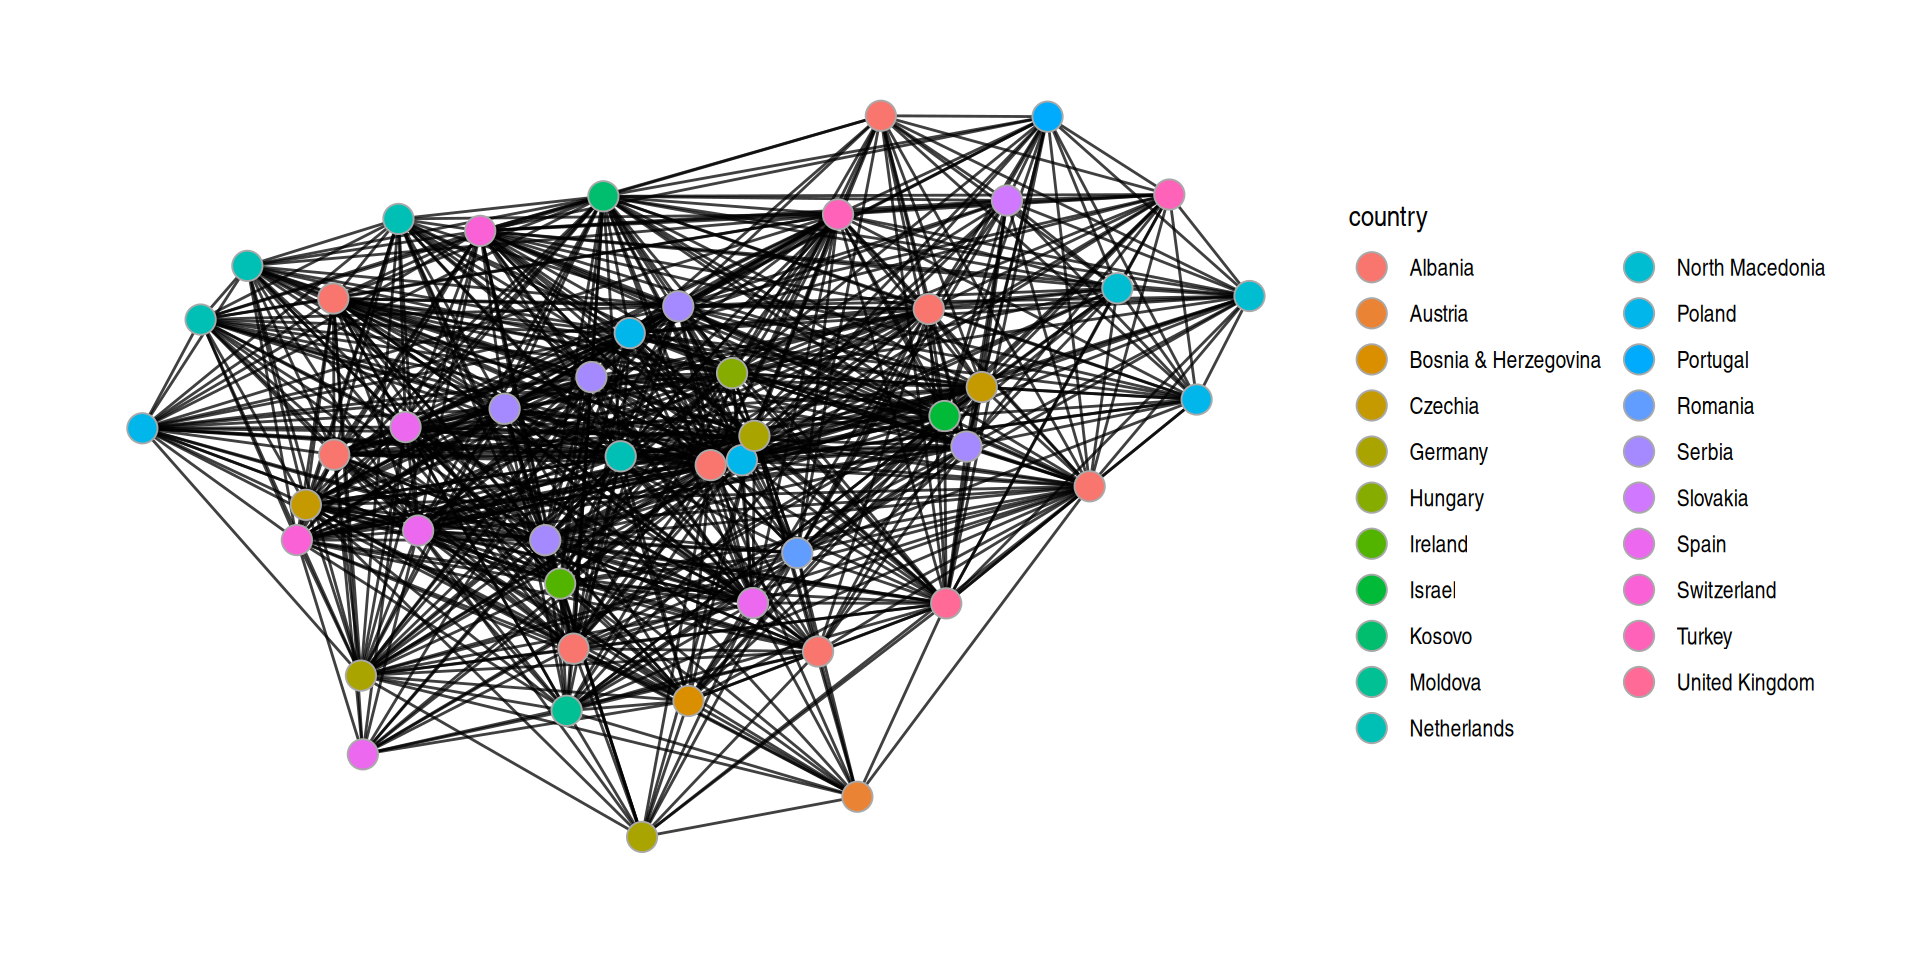 country
Albania
Austria
Bosnia & Herzegovina
Czechia
Germany
Hungary
Ireland
Israel
Kosovo
Moldova
Netherlands
North Macedonia
Poland
Portugal
Romania
Serbia
Slovakia
Spain
Switzerland
Turkey
United Kingdom